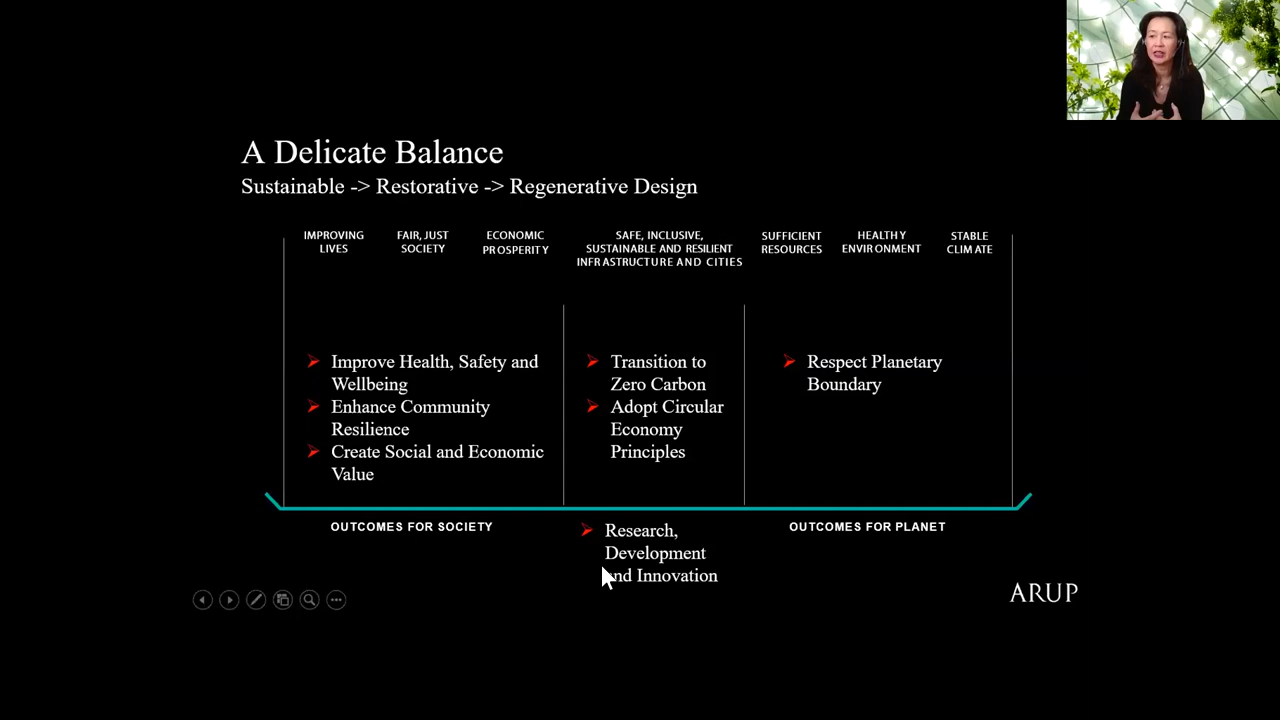 A Delicate Balance
Sustainable -> Restorative -> Regenerative Design
IMPROVING
LIVES
FAIR, JUST
SOCIETY
ECONOMIC
PROSPERITY
SAFE, INCLUSIVE,
SUSTAINABLE AND RESILIENT
INFRASTRUCTURE AND CITIES
SUFFICIENT
RESOURCES
HEALTHY
ENVIRONMENT
STABLE
CLIMATE
Improve Health, Safety and
Wellbeing
Enhance Community
Resilience
Create Social and Economic
Value
Transition to
Zero Carbon
Adopt Circular
Economy
Principles
Respect Planetary
Boundary
OUTCOMES FOR SOCIETY
Research,
Development
and Innovation
OUTCOMES FOR PLANET
ARUP